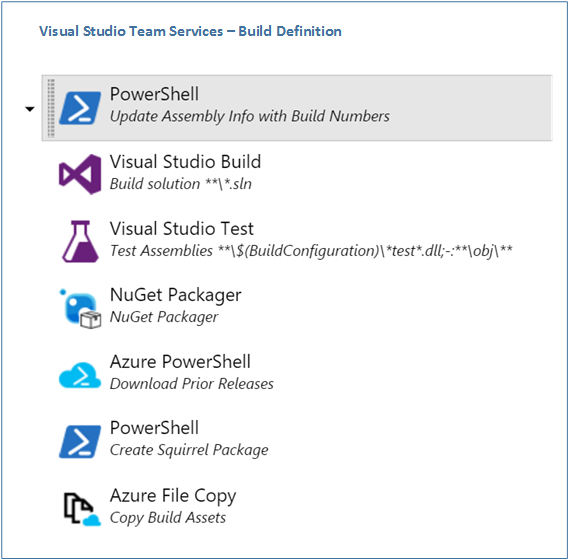 Visual Studio Team Services – Build Definition
PowerShell
Update Assembly Info with Build Numbers
Visual Studio Build
Build solution **\*.sln
Visual Studio Test
Test Assemblies **\$(BuildConfiguration)\*test*.dll;-:**\obj\**
NuGet Packager
NuGet Packager
Azure PowerShell
Download Prior Releases
PowerShell
Create Squirrel Package
Azure File Copy
Copy Build Assets